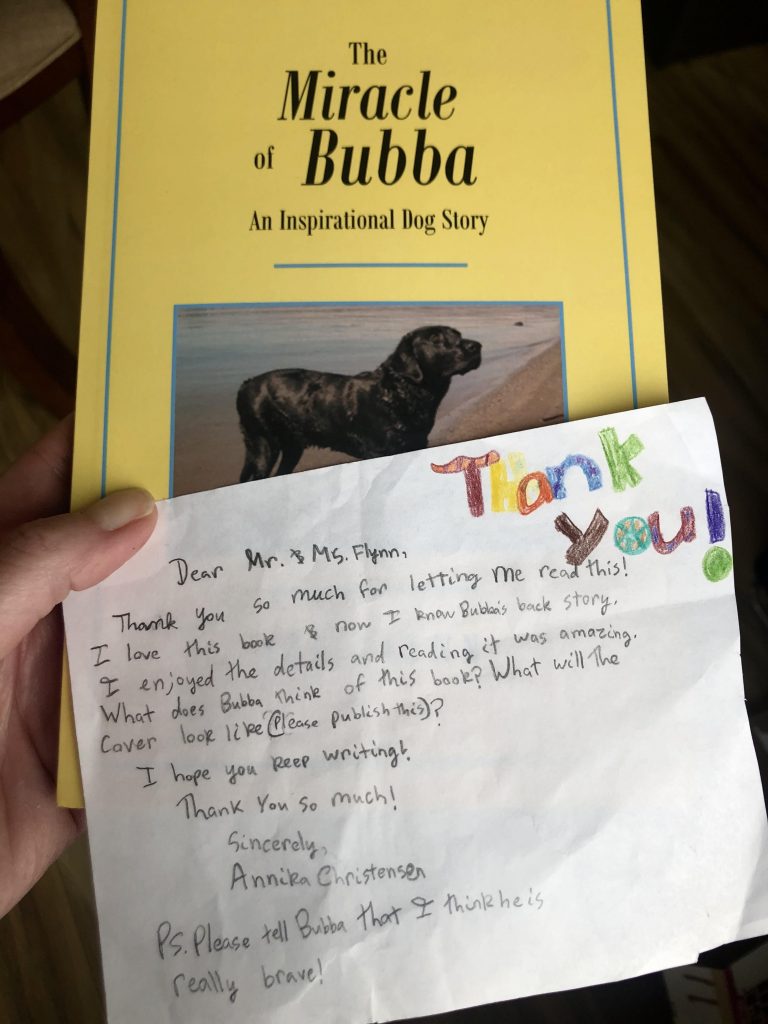 The
Miracle
of Bubba
An Inspirational Dog Story
Thank
you!
Dear Mr. & Ms. Flynn,
Thank you so much for letting me read this!
I love this book & now I know Bubba's back story.
I enjoyed the details and reading it was amazing.
What does Bubba think of this book? What will the
Cover look like (Please publish this)?
I hope you keep writing!
Thank You so much!
Sincerely,
Annika Christensen
Ps. Please tell Bubba that I think he is
really brave!